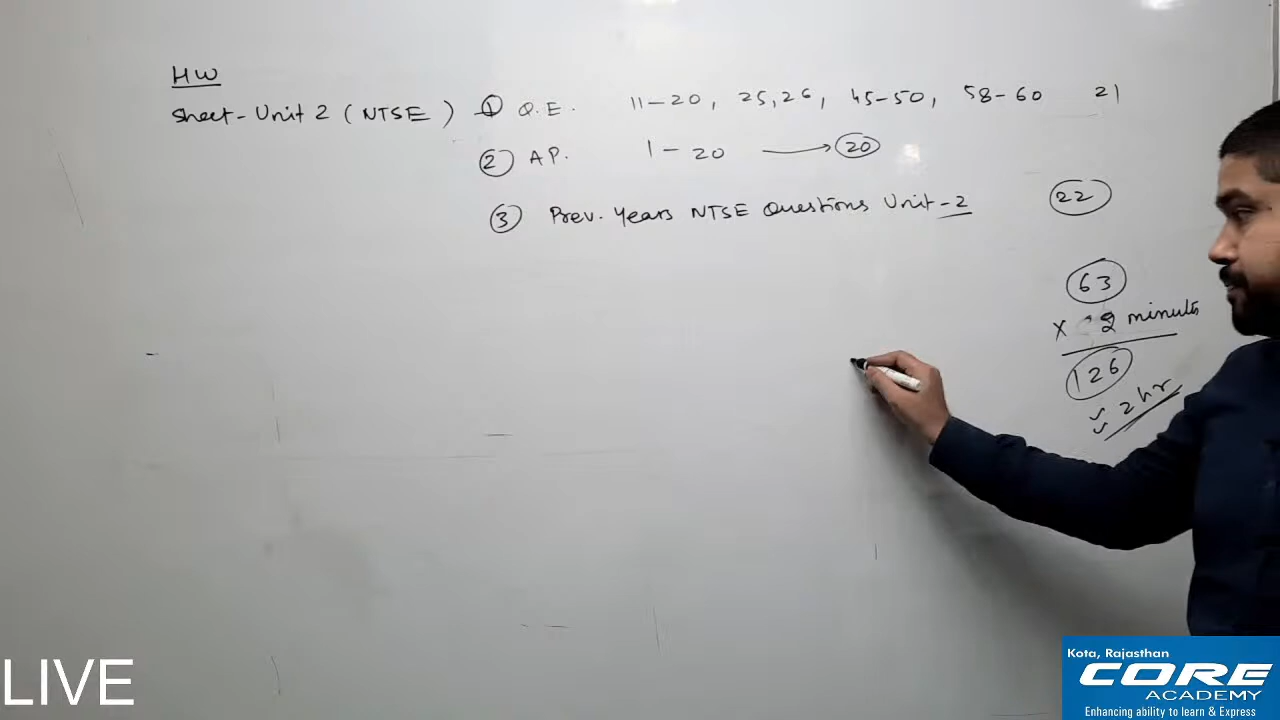 HW
Sheet - Unit 2 (NTSE) ① Q.E. 11-20, 25,26, 45-50, 58-60 21
② A.P. 1-20 → 20
③ Prev. Years NTSE Questions Unit-2 22
63
x 2 minutes
126
≈ 2 hr
LIVE
Kota, Rajasthan
CORE
ACADEMY
Enhancing ability to learn & Express